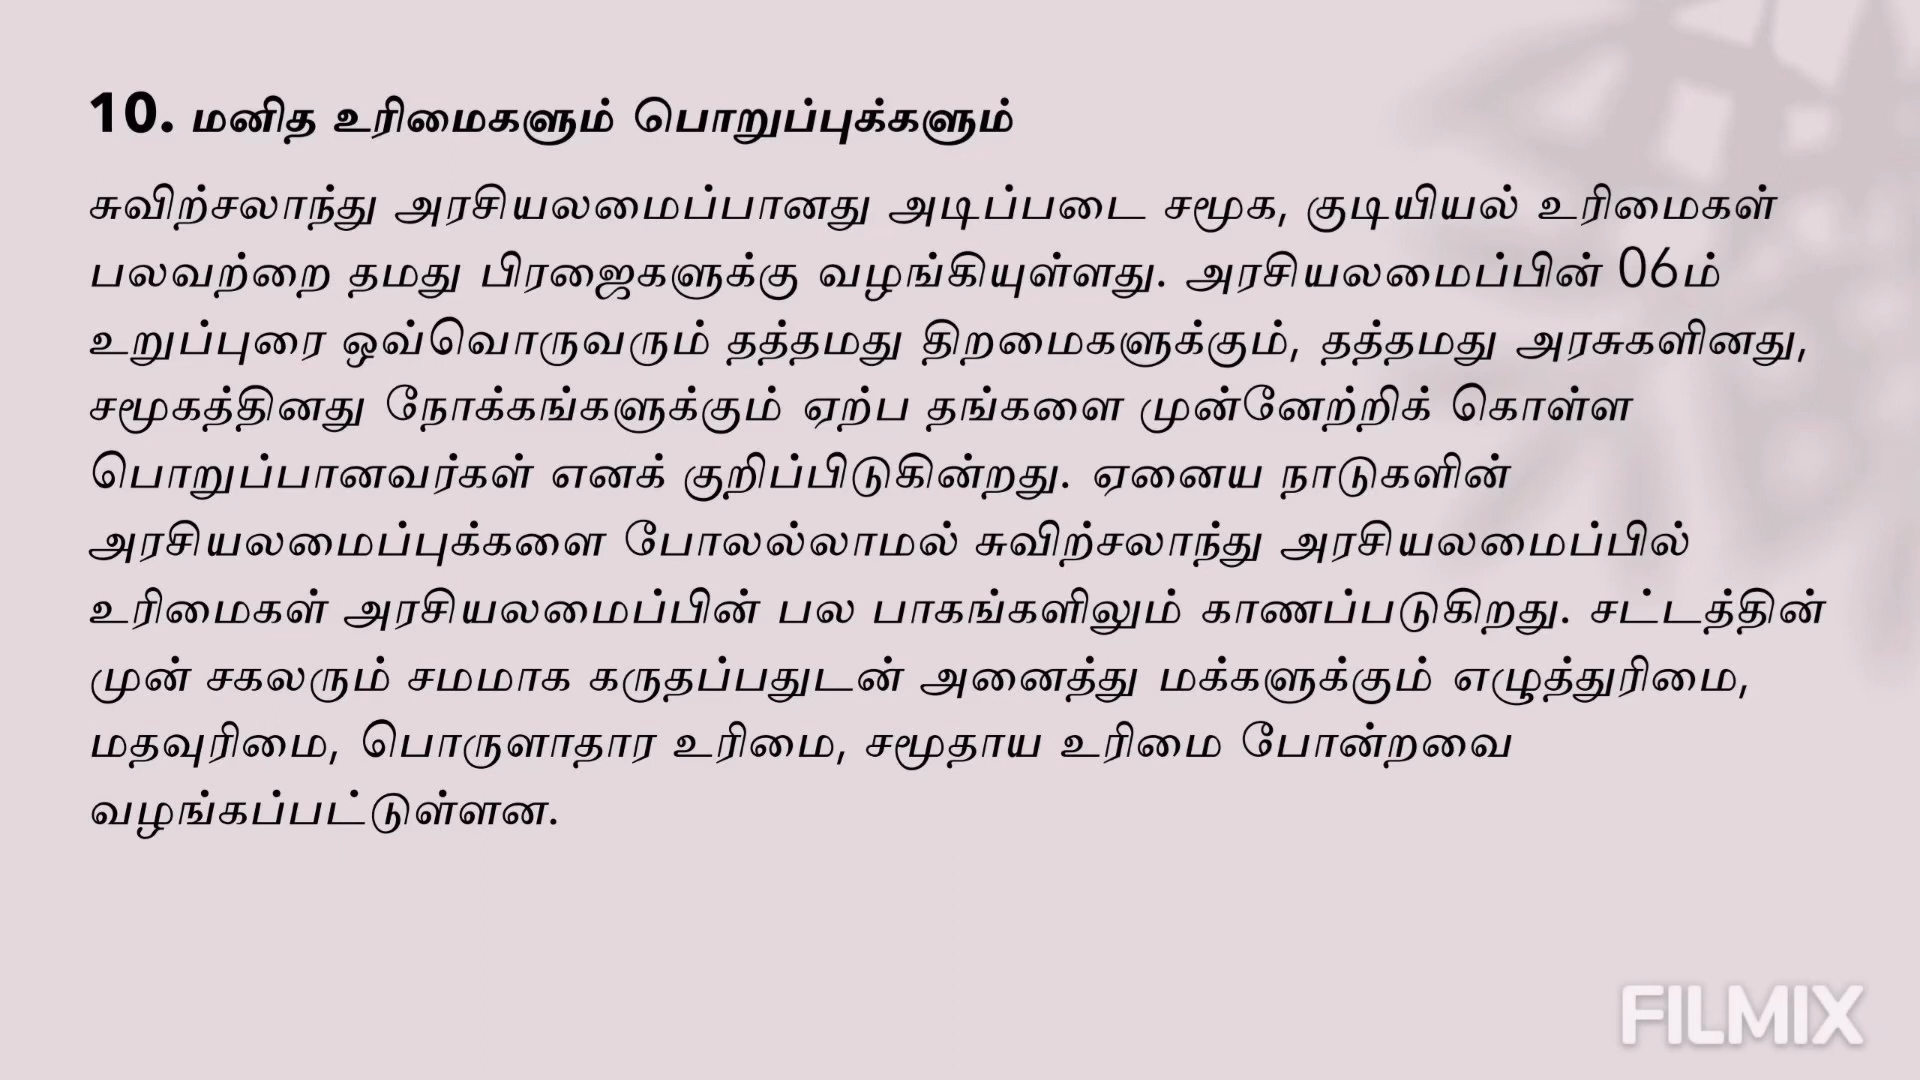 10. மனித உரிமைகளும் பொறுப்புக்களும்
சுவிற்சலாந்து அரசியலமைப்பானது அடிப்படை சமூக, குடியியல் உரிமைகள்
பலவற்றை தமது பிரஜைகளுக்கு வழங்கியுள்ளது. அரசியலமைப்பின் 06ம்
உறுப்புரை ஒவ்வொருவரும் தத்தமது திறமைகளுக்கும், தத்தமது அரசுகளினது,
சமூகத்தினது நோக்கங்களுக்கும் ஏற்ப தங்களை முன்னேற்றிக் கொள்ள
பொறுப்பானவர்கள் எனக் குறிப்பிடுகின்றது. ஏனைய நாடுகளின்
அரசியலமைப்புக்களை போலல்லாமல் சுவிற்சலாந்து அரசியலமைப்பில்
உரிமைகள் அரசியலமைப்பின் பல பாகங்களிலும் காணப்படுகிறது. சட்டத்தின்
முன் சகலரும் சமமாக கருதப்பதுடன் அனைத்து மக்களுக்கும் எழுத்துரிமை,
மதவுரிமை, பொருளாதார உரிமை, சமூதாய உரிமை போன்றவை
வழங்கப்பட்டுள்ளன.
FILMIX